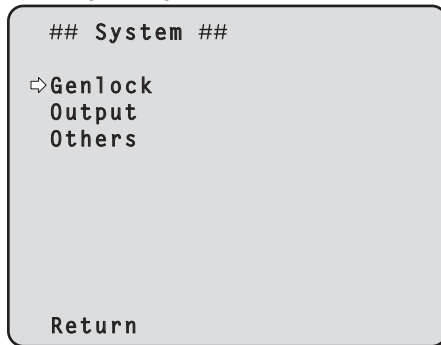 ## System ##
⇨Genlock
Output
Others
Return